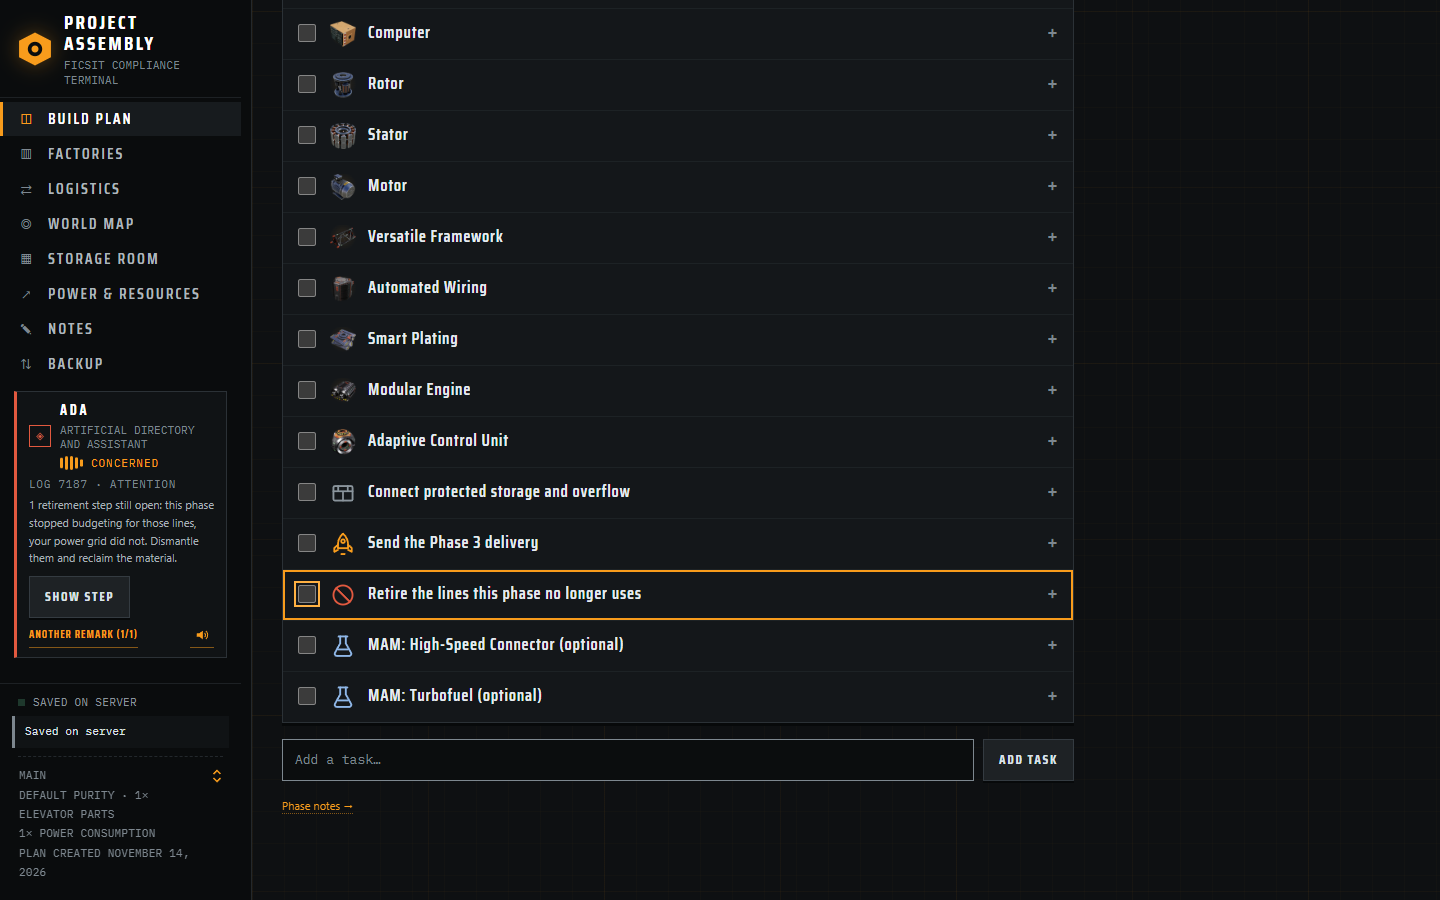 PROJECT
ASSEMBLY
FICSIT COMPLIANCE
TERMINAL
BUILD PLAN
FACTORIES
LOGISTICS
WORLD MAP
STORAGE ROOM
POWER & RESOURCES
NOTES
BACKUP
ADA
ARTIFICIAL DIRECTORY
AND ASSISTANT
CONCERNED
LOG 7187 · ATTENTION
1 retirement step still open: this phase
stopped budgeting for those lines,
your power grid did not. Dismantle
them and reclaim the material.
SHOW STEP
ANOTHER REMARK (1/1)
SAVED ON SERVER
Saved on server
MAIN
DEFAULT PURITY · 1×
ELEVATOR PARTS
1× POWER CONSUMPTION
PLAN CREATED NOVEMBER 14,
2026
Computer +
Rotor +
Stator +
Motor +
Versatile Framework +
Automated Wiring +
Smart Plating +
Modular Engine +
Adaptive Control Unit +
Connect protected storage and overflow +
Send the Phase 3 delivery +
Retire the lines this phase no longer uses +
MAM: High-Speed Connector (optional) +
MAM: Turbofuel (optional) +
Add a task…
ADD TASK
Phase notes →